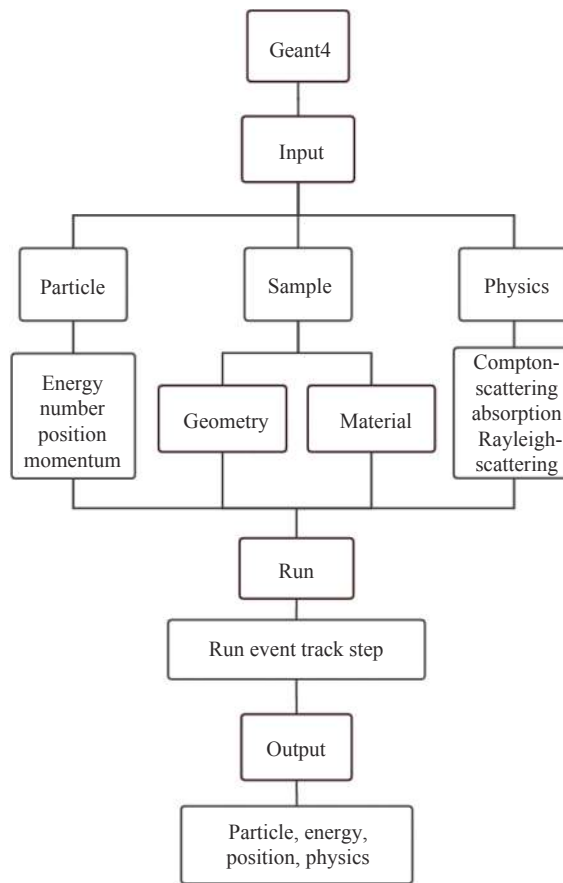 Geant4
Input
Particle
Sample
Physics
Energy
number
position
momentum
Geometry
Material
Compton-
scattering
absorption
Rayleigh-
scattering
Run
Run event track step
Output
Particle, energy,
position, physics